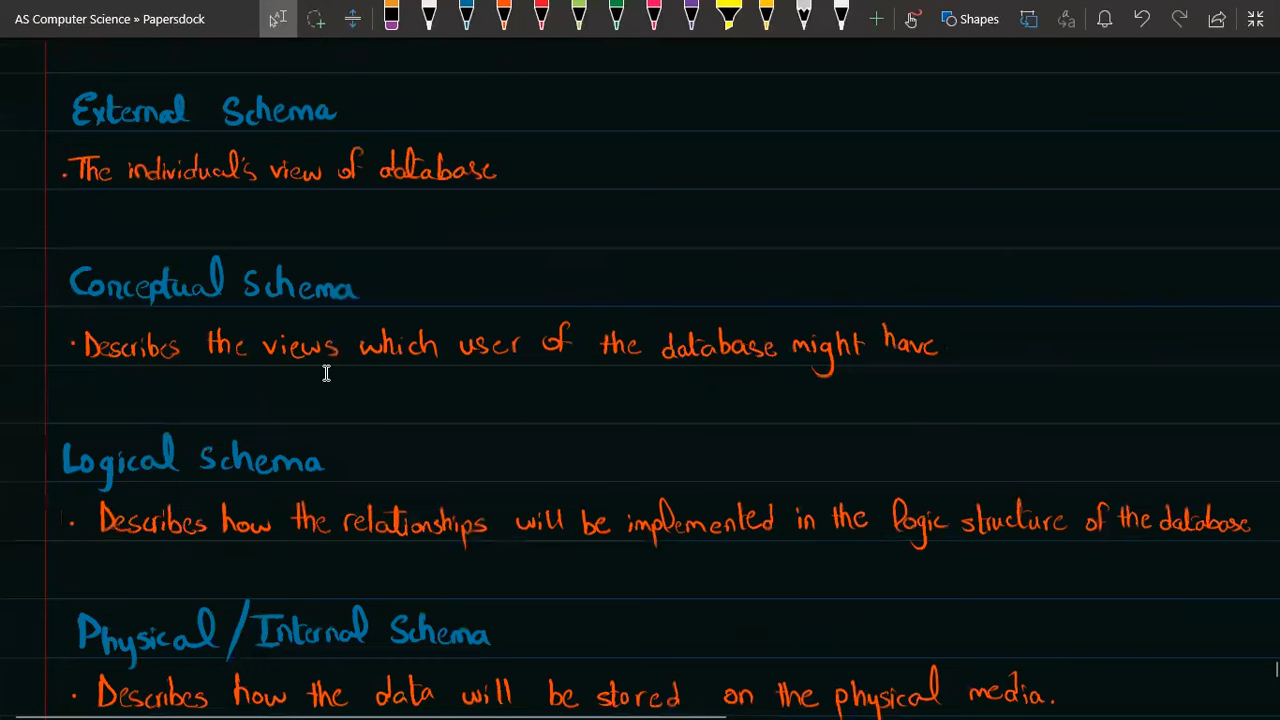 AS Computer Science » Papersdock
Shapes
External Schema
. The individual's view of database
Conceptual Schema
. Describes the views which user of the database might have
Logical Schema
. Describes how the relationships will be implemented in the logic structure of the database
Physical / Internal Schema
. Describes how the data will be stored on the physical media.